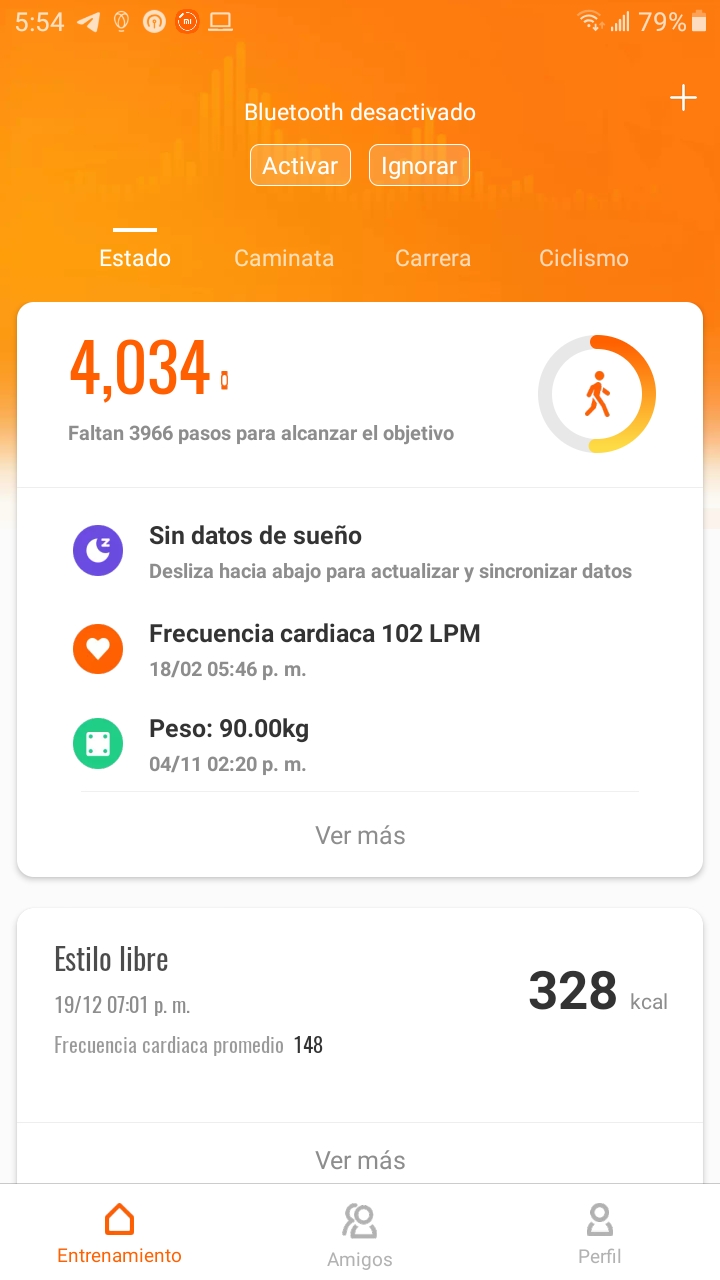 5:54
79%
Bluetooth desactivado
Activar Ignorar
Estado Caminata Carrera Ciclismo
4,034
Faltan 3966 pasos para alcanzar el objetivo
Sin datos de sueño
Desliza hacia abajo para actualizar y sincronizar datos
Frecuencia cardiaca 102 LPM
18/02 05:46 p. m.
Peso: 90.00kg
04/11 02:20 p. m.
Ver más
Estilo libre
19/12 07:01 p. m.
328 kcal
Frecuencia cardiaca promedio 148
Ver más
Entrenamiento Amigos Perfil